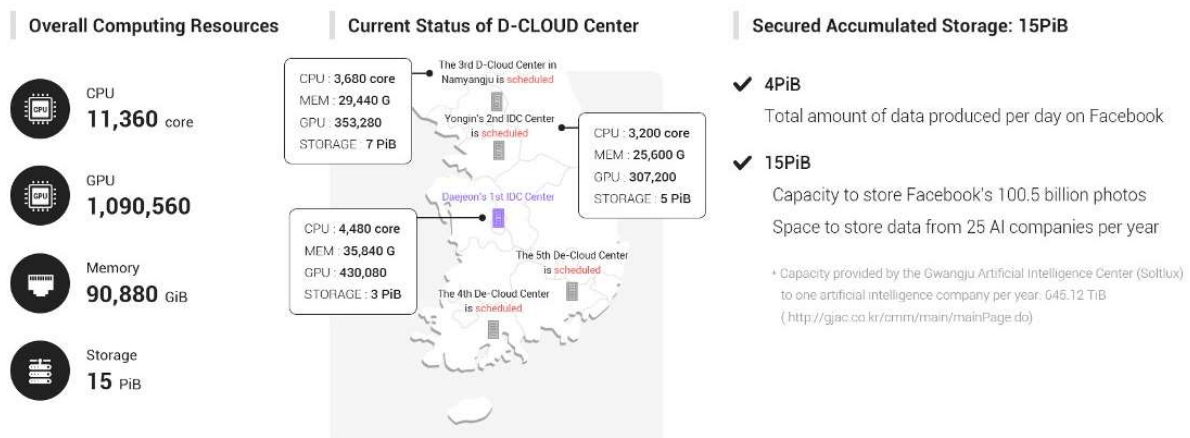 Overall Computing Resources
CPU
CPU
11,360 core
GPU
GPU
1,090,560
Memory
90,880 GiB
Storage
15 PiB
Current Status of D-CLOUD Center
The 3rd D-Cloud Center in
Namyangju is scheduled
CPU : 3,680 core
MEM : 29,440 G
GPU : 353,280
STORAGE : 7 PiB
Yongin's 2nd IDC Center
is scheduled
CPU : 3,200 core
MEM : 25,600 G
GPU : 307,200
STORAGE : 5 PiB
Daejeon's 1st IDC Center
CPU : 4,480 core
MEM : 35,840 G
GPU : 430,080
STORAGE : 3 PiB
The 5th De-Cloud Center
is scheduled
The 4th De-Cloud Center
is scheduled
Secured Accumulated Storage: 15PiB
4PiB
Total amount of data produced per day on Facebook
15PiB
Capacity to store Facebook's 100.5 billion photos
Space to store data from 25 AI companies per year
* Capacity provided by the Gwangju Artificial Intelligence Center (Soltlux)
to one artificial intelligence company per year: 645.12 TiB
( http://gjac.co.kr/cmm/main/mainPage.do)